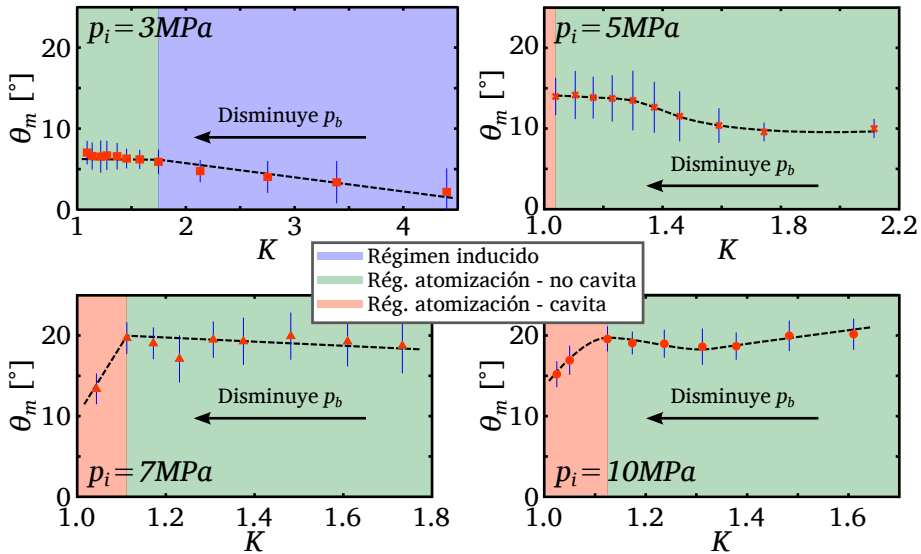 p_i = 3MPa
θ_m [°]
20
10
0
Disminuye p_b
1 2 3 4
K
p_i = 5MPa
θ_m [°]
20
10
0
Disminuye p_b
1.0 1.4 1.8 2.2
K
Régimen inducido
Rég. atomización - no cavita
Rég. atomización - cavita
θ_m [°]
20
10
0
Disminuye p_b
p_i = 7MPa
1.0 1.2 1.4 1.6 1.8
K
θ_m [°]
20
10
0
Disminuye p_b
p_i = 10MPa
1.0 1.2 1.4 1.6
K